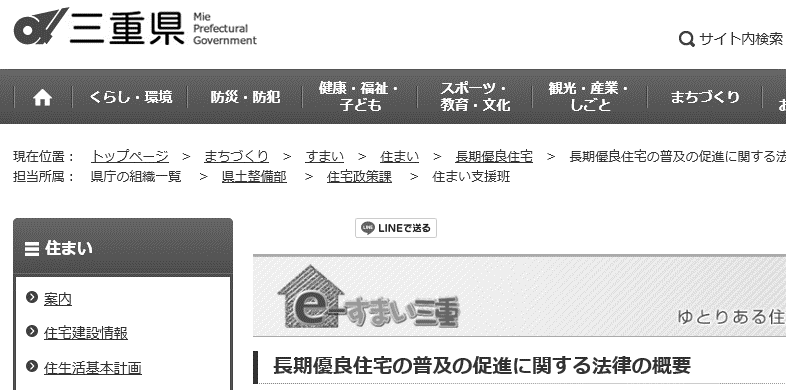 三重県
Mie
Prefectural
Government
サイト内検索
くらし・環境
防災・防犯
健康・福祉・
子ども
スポーツ・
教育・文化
観光・産業・
しごと
まちづくり
現在位置： トップページ > まちづくり > すまい > 住まい > 長期優良住宅 > 長期優良住宅の普及の促進に関する法
担当所属： 県庁の組織一覧 > 県土整備部 > 住宅政策課 > 住まい支援班
LINEで送る
住まい
案内
住宅建設情報
住生活基本計画
e-すまい三重
ゆとりある住
長期優良住宅の普及の促進に関する法律の概要